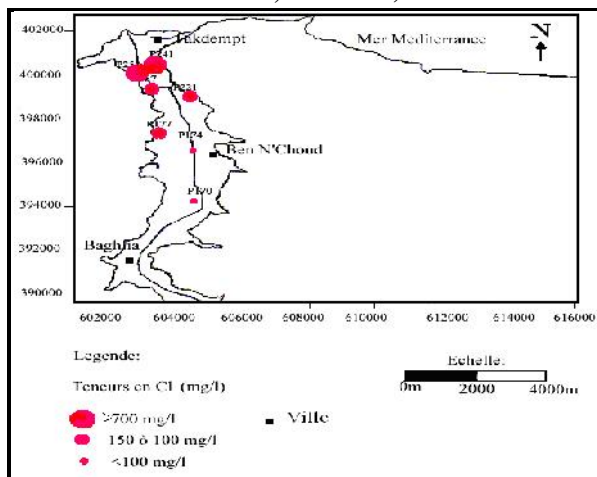 402000
Takdempt
Mer Mediterrance
N
P241
400000
P231
398000
P174
Ben N'Choud
396000
P170
394000
392000
Baghlia
390000
602000 604000 606000 608000 610000 612000 614000 616000
Legende:
Echelle:
Teneurs en Cl (mg/l)
0m 2000 4000m
>700 mg/l
Ville
150 ò 100 mg/l
<100 mg/l